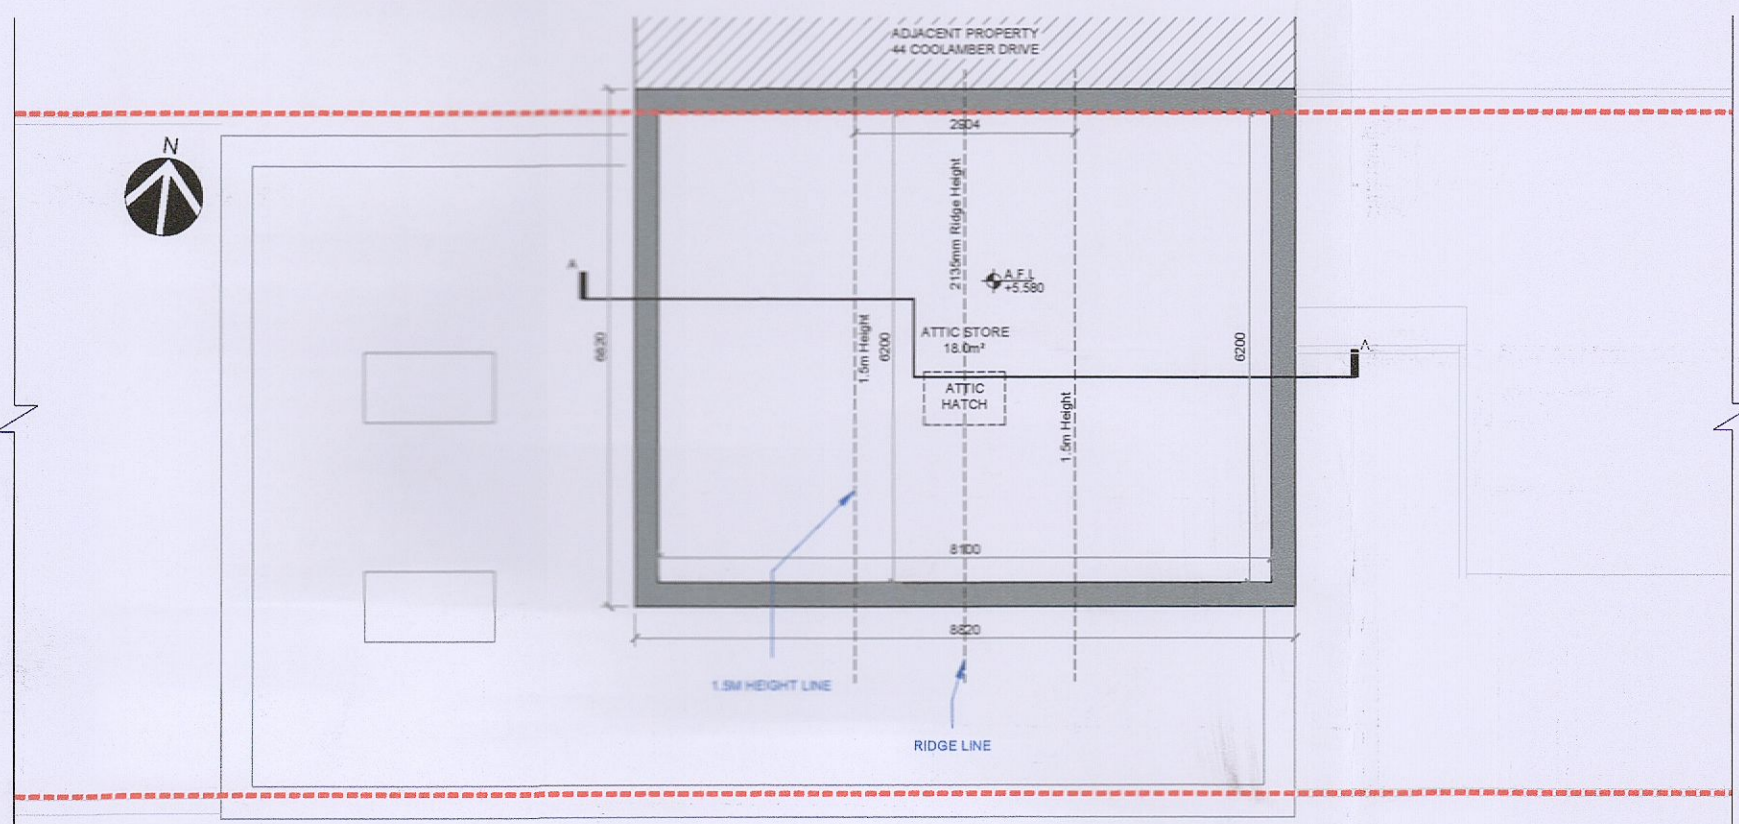 ADJACENT PROPERTY
44 COOLAMBER DRIVE
2904
N
2135mm Ridge Height
A.F.L
+5.580
A
A
1.5m Height
6200
6820
ATTIC STORE
18.0m²
6200
ATTIC
HATCH
1.5m Height
8100
8820
1.5M HEIGHT LINE
RIDGE LINE